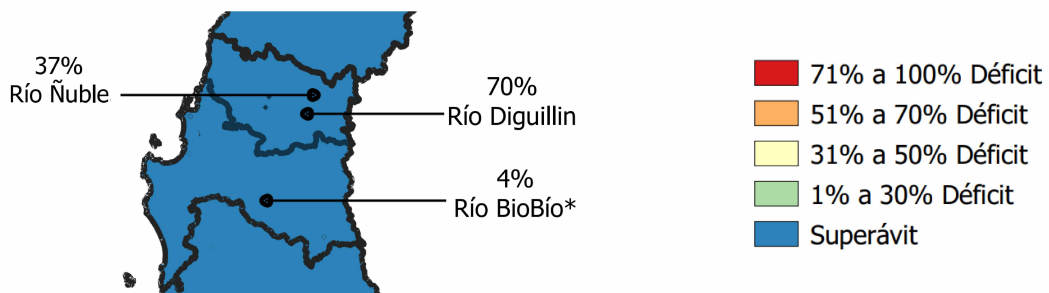 37%
Río Ñuble
70%
Río Diguillin
4%
Río BioBío*
71% a 100% Déficit
51% a 70% Déficit
31% a 50% Déficit
1% a 30% Déficit
Superávit